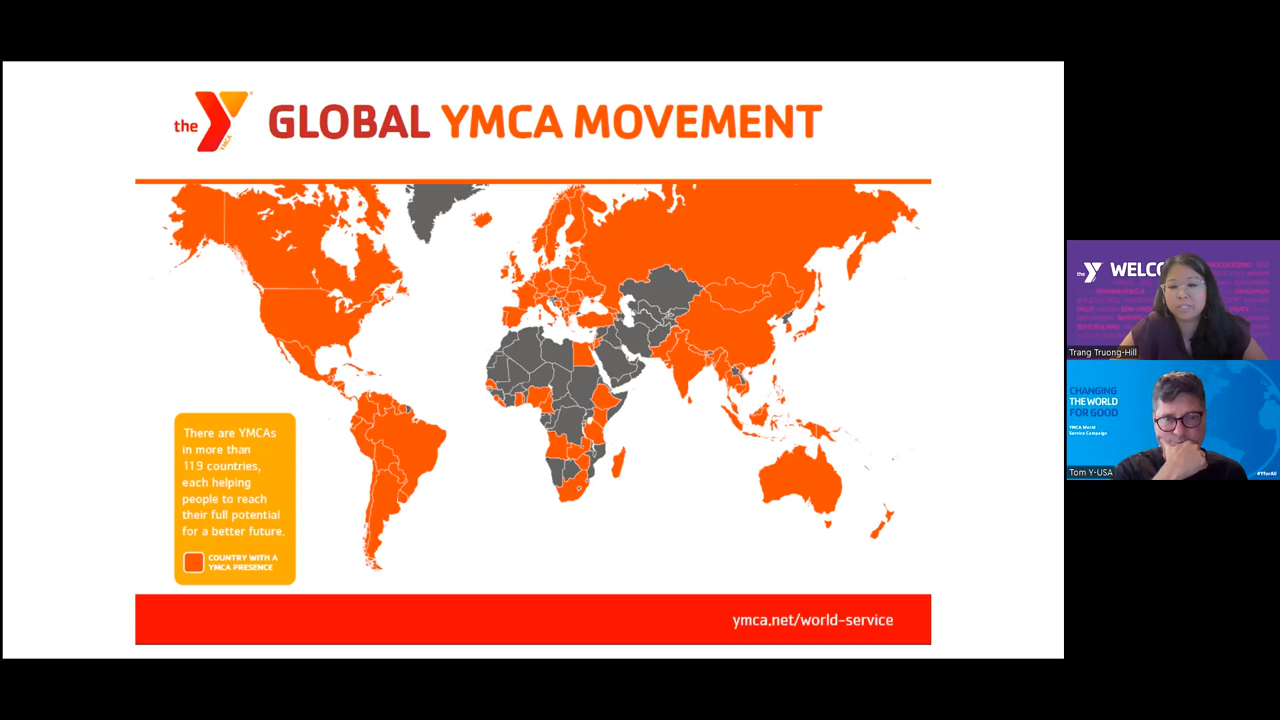 the
YMCA
GLOBAL YMCA MOVEMENT
There are YMCAs
in more than
119 countries,
each helping
people to reach
their full potential
for a better future.
COUNTRY WITH A
YMCA PRESENCE
ymca.net/world-service
the
WELCO
Trang Truong-Hill
CHANGING
THE WORLD
FOR GOOD
YMCA World
Service Campaign
Tom Y-USA
#YforAll